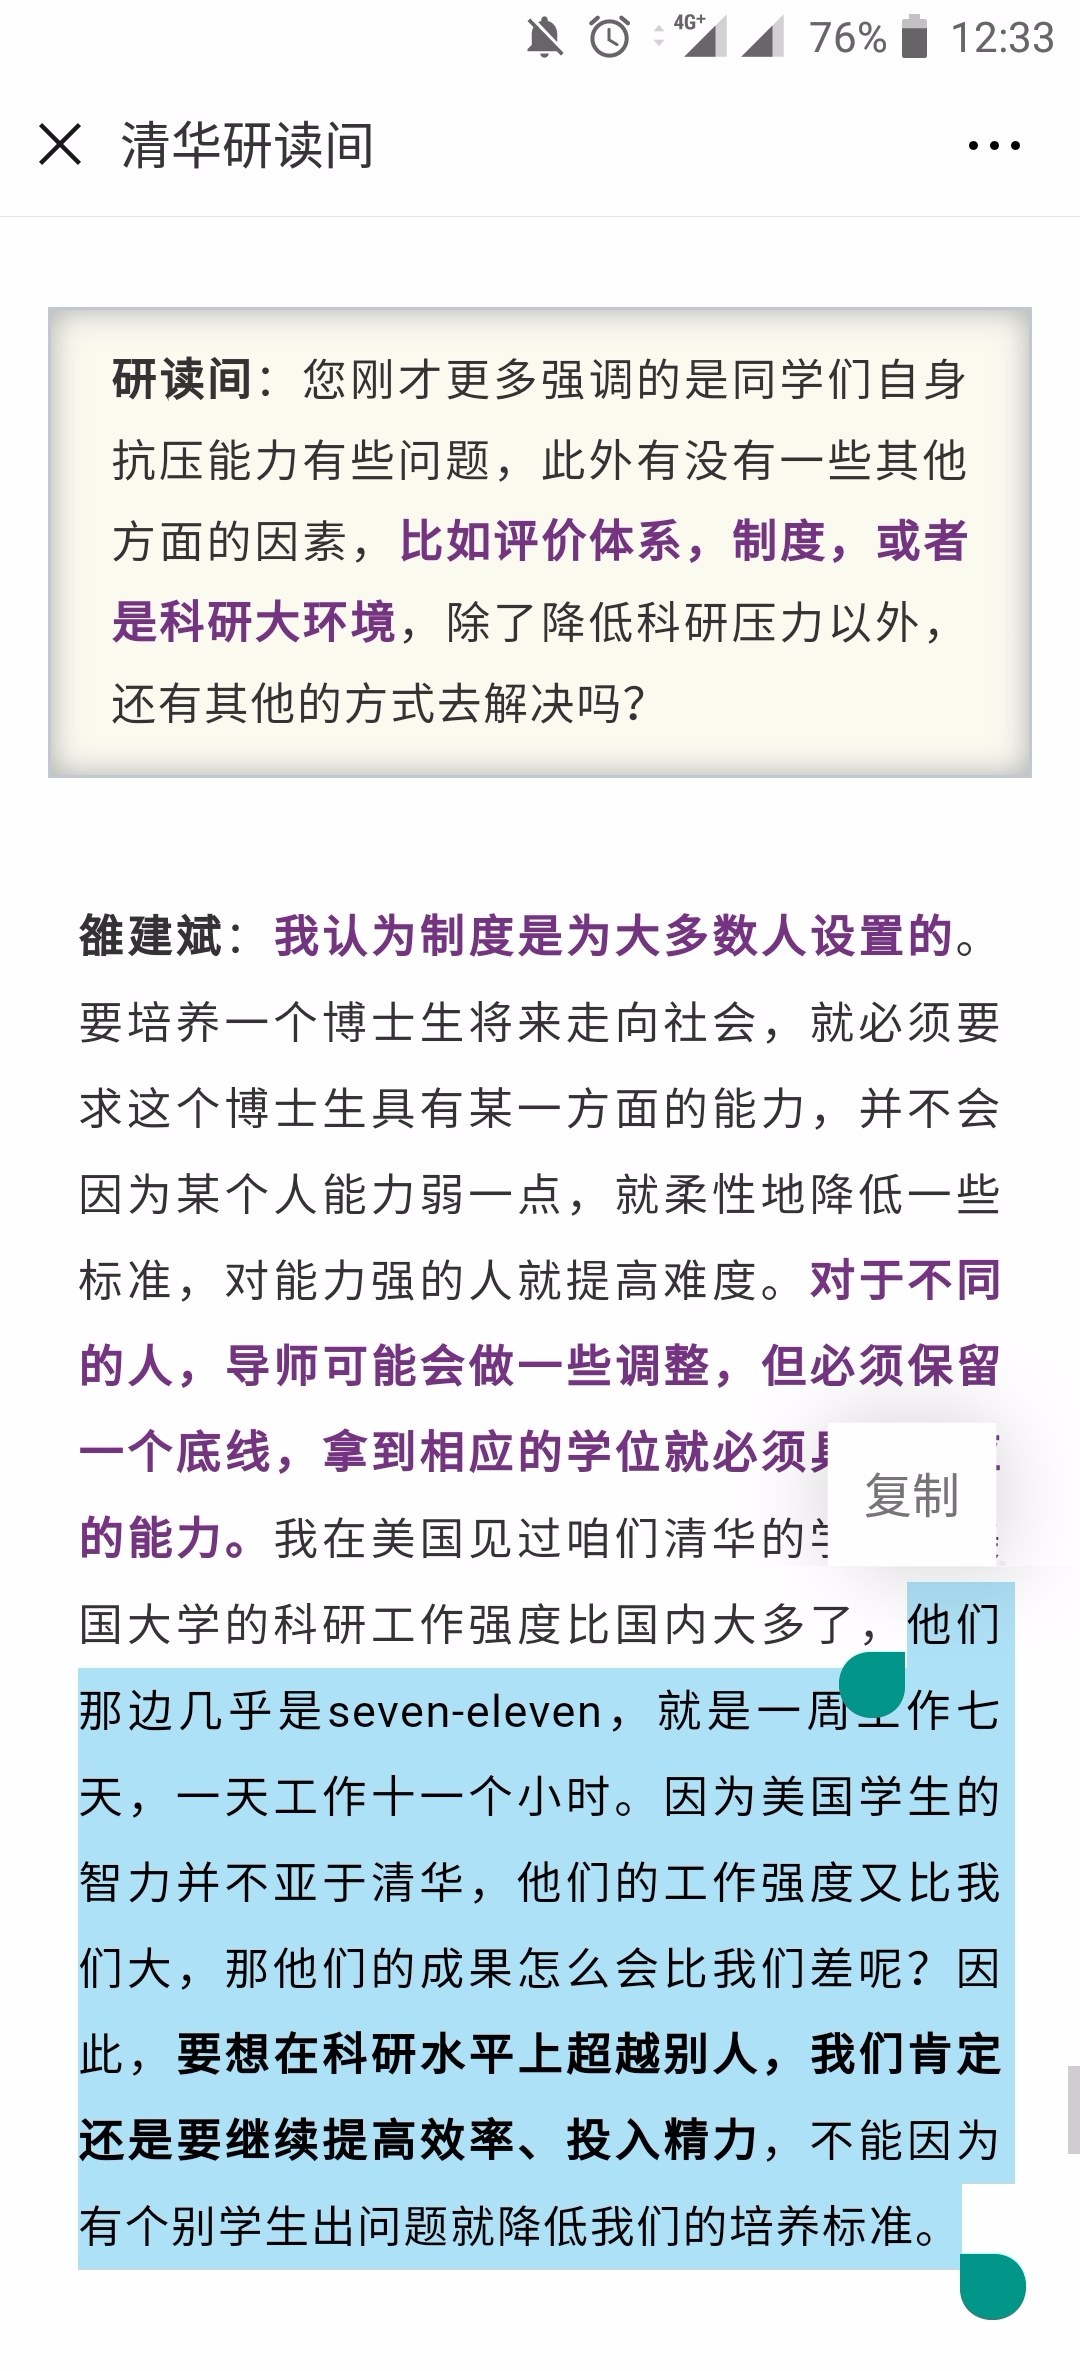 4G+ 76% 12:33
清华研读间
研读间：您刚才更多强调的是同学们自身
抗压能力有些问题，此外有没有一些其他
方面的因素，比如评价体系，制度，或者
是科研大环境，除了降低科研压力以外，
还有其他的方式去解决吗？
雒建斌：我认为制度是为大多数人设置的。
要培养一个博士生将来走向社会，就必须要
求这个博士生具有某一方面的能力，并不会
因为某个人能力弱一点，就柔性地降低一些
标准，对能力强的人就提高难度。对于不同
的人，导师可能会做一些调整，但必须保留
一个底线，拿到相应的学位就必须
复制
的能力。我在美国见过咱们清华的
国大学的科研工作强度比国内大多了，他们
那边几乎是seven-eleven，就是一周工作七
天，一天工作十一个小时。因为美国学生的
智力并不亚于清华，他们的工作强度又比我
们大，那他们的成果怎么会比我们差呢？因
此，要想在科研水平上超越别人，我们肯定
还是要继续提高效率、投入精力，不能因为
有个别学生出问题就降低我们的培养标准。